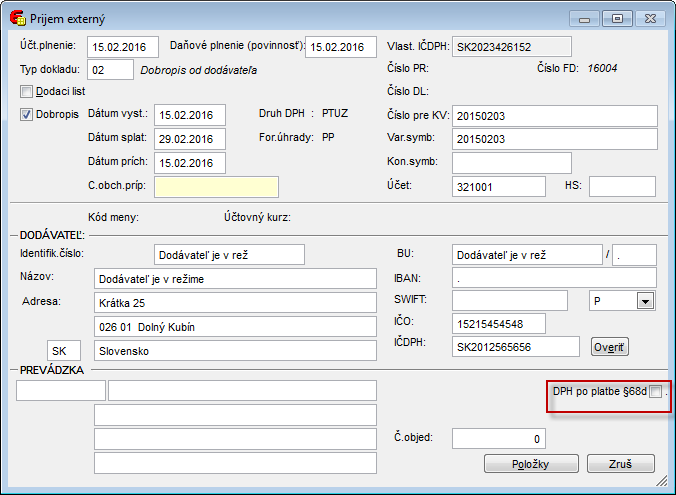 Prijem externý
Účt.plnenie: 15.02.2016 Daňové plnenie (povinnosť): 15.02.2016 Vlast. IČDPH: SK2023426152
Typ dokladu: 02 Dobropis od dodávateľa Číslo PR: Číslo FD: 16004
Dodaci list Číslo DL:
Dobropis Dátum vyst.: 15.02.2016 Druh DPH : PTUZ Číslo pre KV: 20150203
Dátum splat: 29.02.2016 For.úhrady: PP Var.symb: 20150203
Dátum prích: 15.02.2016 Kon.symb:
C.obch.príp: Účet: 321001 HS:
Kód meny: Účtovný kurz:
DODÁVATEĽ:
Identifik.číslo: Dodávateľ je v rež BU: Dodávateľ je v rež / .
Názov: Dodávateľ je v režime IBAN: .
Adresa: Krátka 25 SWIFT: P
026 01 Dolný Kubín IČO: 15215454548
SK Slovensko IČDPH: SK2012565656 Overiť
PREVÁDZKA
DPH po platbe §68d .
Č.objed: 0
Položky Zruš